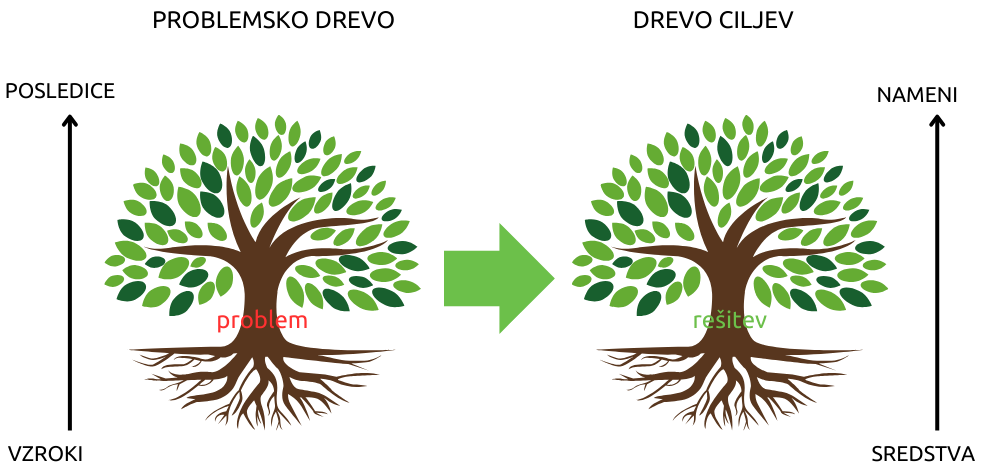 PROBLEMSKO DREVO
DREVO CILJEV
POSLEDICE
NAMENI
problem
rešitev
VZROKI
SREDSTVA